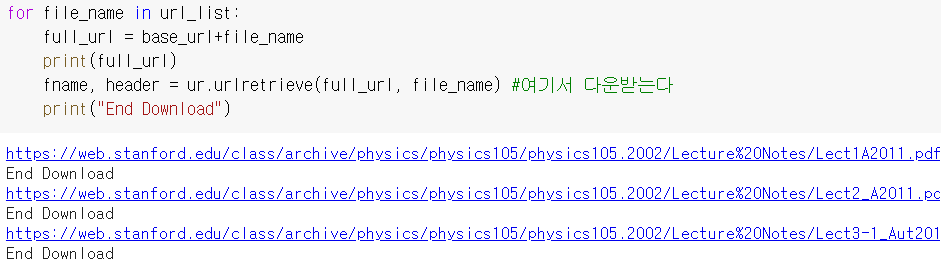 for file_name in url_list:
    full_url = base_url+file_name
    print(full_url)
    fname, header = ur.urlretrieve(full_url, file_name) #여기서 다운받는다
    print("End Download")
https://web.stanford.edu/class/archive/physics/physics105/physics105.2002/Lecture%20Notes/Lect1A2011.pdf
End Download
https://web.stanford.edu/class/archive/physics/physics105/physics105.2002/Lecture%20Notes/Lect2_A2011.pd
End Download
https://web.stanford.edu/class/archive/physics/physics105/physics105.2002/Lecture%20Notes/Lect3-1_Aut201
End Download